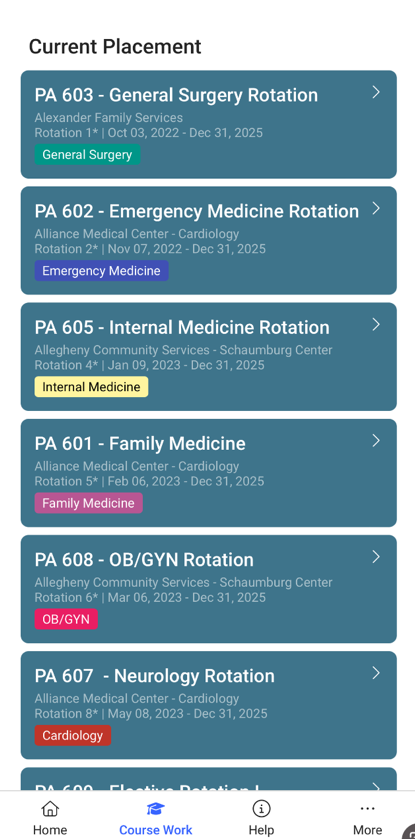 Current Placement
PA 603 - General Surgery Rotation
Alexander Family Services
Rotation 1* | Oct 03, 2022 - Dec 31, 2025
General Surgery
PA 602 - Emergency Medicine Rotation
Alliance Medical Center - Cardiology
Rotation 2* | Nov 07, 2022 - Dec 31, 2025
Emergency Medicine
PA 605 - Internal Medicine Rotation
Allegheny Community Services - Schaumburg Center
Rotation 4* | Jan 09, 2023 - Dec 31, 2025
Internal Medicine
PA 601 - Family Medicine
Alliance Medical Center - Cardiology
Rotation 5* | Feb 06, 2023 - Dec 31, 2025
Family Medicine
PA 608 - OB/GYN Rotation
Allegheny Community Services - Schaumburg Center
Rotation 6* | Mar 06, 2023 - Dec 31, 2025
OB/GYN
PA 607  - Neurology Rotation
Alliance Medical Center - Cardiology
Rotation 8* | May 08, 2023 - Dec 31, 2025
Cardiology
PA 609 - Elective Rotation I
Home
Course Work
Help
More